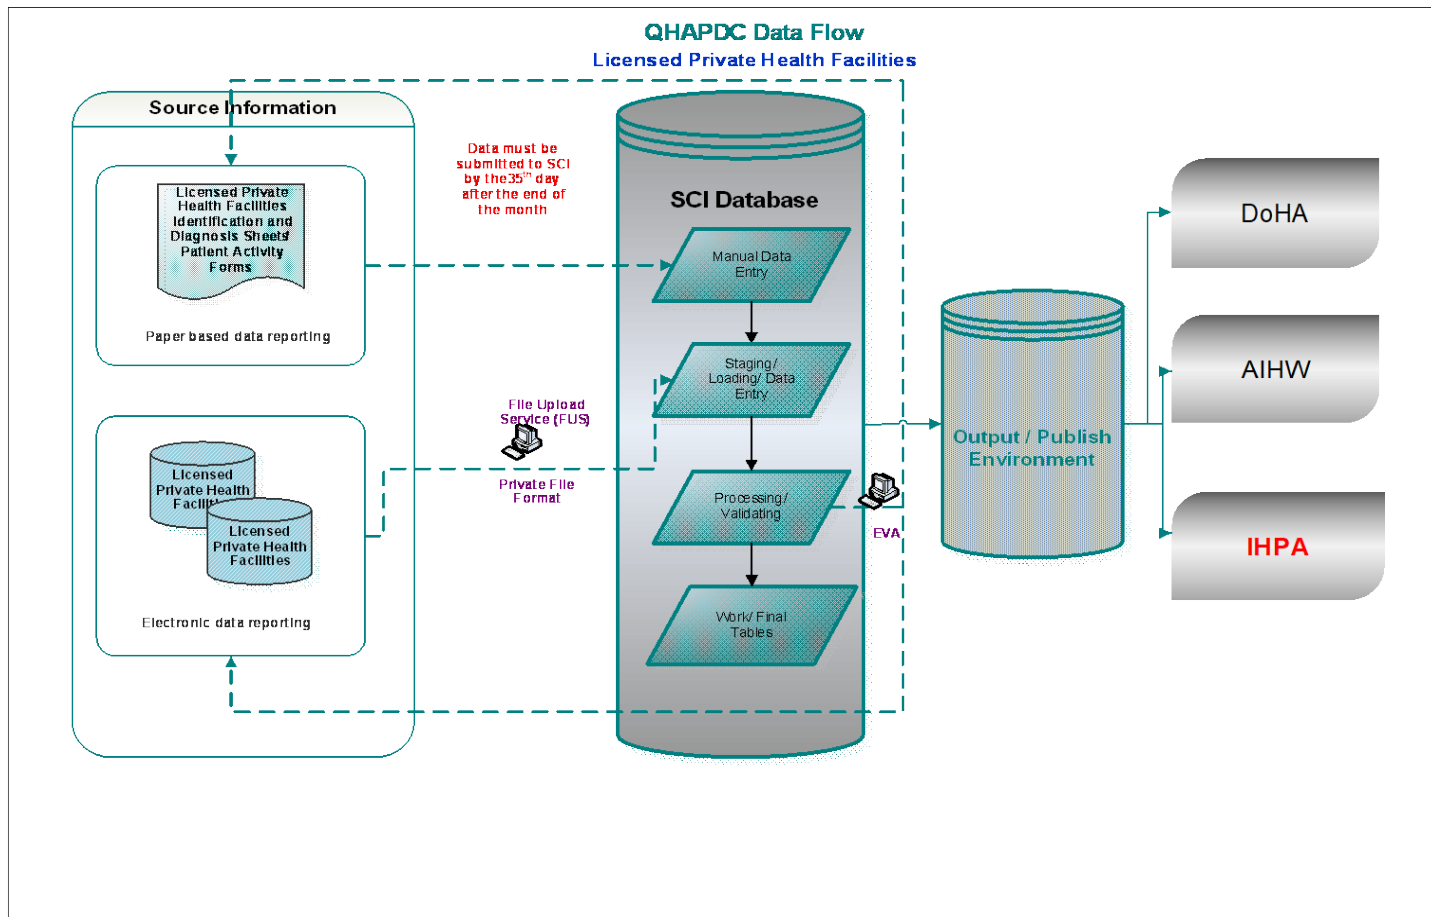 QHAPDC Data Flow
Licensed Private Health Facilities
Source Information
Licensed Private
Health Facilities
Identification and
Diagnosis Sheets/
Patient Activity
Forms
Paper based data reporting
Data must be
submitted to SCI
by the 35th day
after the end of
the month
File Upload
Service (FUS)
Private File
Format
Licensed
Private Health
Facilities
Licensed
Private Health
Facilities
Electronic data reporting
SCI Database
Manual Data
Entry
Staging/
Loading/ Data
Entry
Processing/
Validating
Work/ Final
Tables
EVA
Output / Publish
Environment
DoHA
AIHW
IHPA